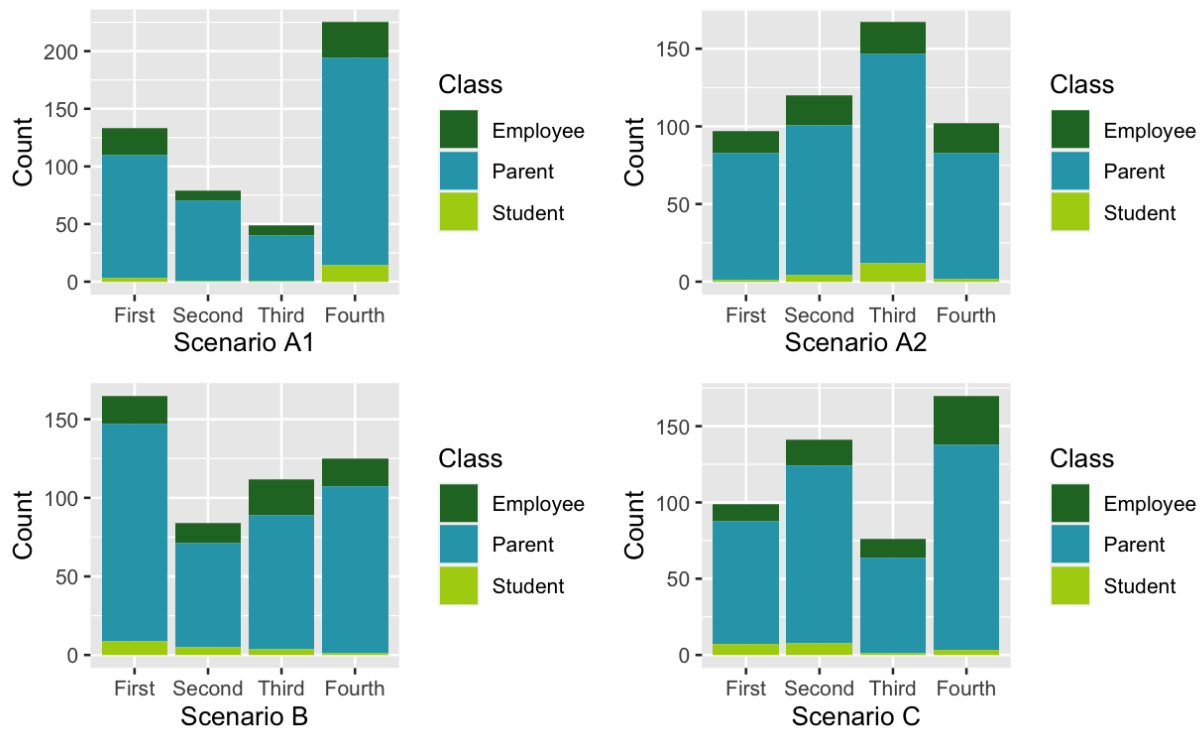 Count
200
150
100
50
0
First Second Third Fourth
Scenario A1
Class
Employee
Parent
Student
Count
150
100
50
0
First Second Third Fourth
Scenario A2
Class
Employee
Parent
Student
Count
150
100
50
0
First Second Third Fourth
Scenario B
Class
Employee
Parent
Student
Count
150
100
50
0
First Second Third Fourth
Scenario C
Class
Employee
Parent
Student